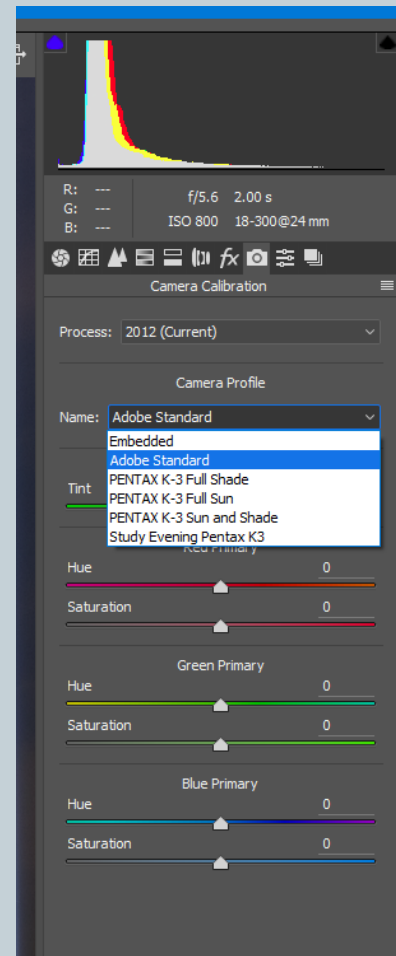 R: ---
G: ---
B: ---
f/5.6 2.00 s
ISO 800 18-300@24 mm
fx
Camera Calibration
Process: 2012 (Current)
Camera Profile
Name: Adobe Standard
Embedded
Adobe Standard
PENTAX K-3 Full Shade
PENTAX K-3 Full Sun
PENTAX K-3 Sun and Shade
Study Evening Pentax K3
Tint
Red Primary
Hue 0
Saturation 0
Green Primary
Hue 0
Saturation 0
Blue Primary
Hue 0
Saturation 0